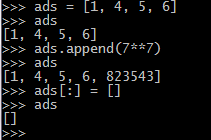 >>> ads = [1, 4, 5, 6]
>>> ads
[1, 4, 5, 6]
>>> ads.append(7**7)
>>> ads
[1, 4, 5, 6, 823543]
>>> ads[:] = []
>>> ads
[]
>>>